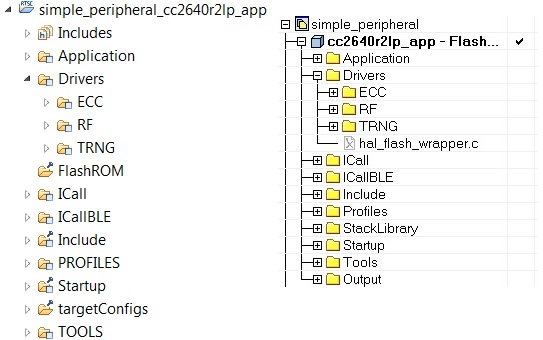 RTSC
simple_peripheral_cc2640r2lp_app
Includes
Application
Drivers
ECC
RF
TRNG
FlashROM
ICall
ICallBLE
Include
PROFILES
Startup
targetConfigs
TOOLS
simple_peripheral
cc2640r2lp_app - Flash...
Application
Drivers
ECC
RF
TRNG
hal_flash_wrapper.c
ICall
ICallBLE
Include
Profiles
StackLibrary
Startup
Tools
Output